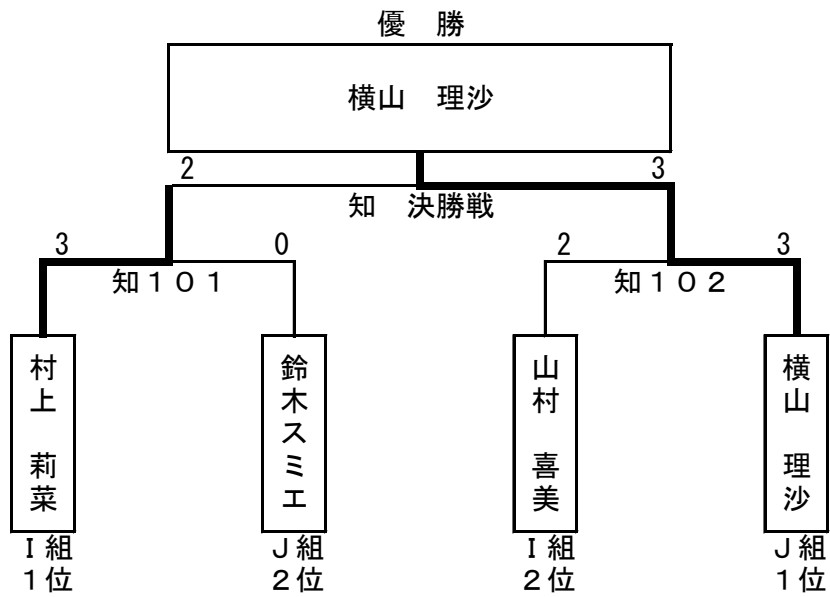 優　勝
横山　理沙
2
3
知　決勝戦
3
0
2
3
知１０１
知１０２
村上　莉菜
鈴木スミエ
山村　喜美
横山　理沙
Ｉ組
１位
Ｊ組
２位
Ｉ組
２位
Ｊ組
１位